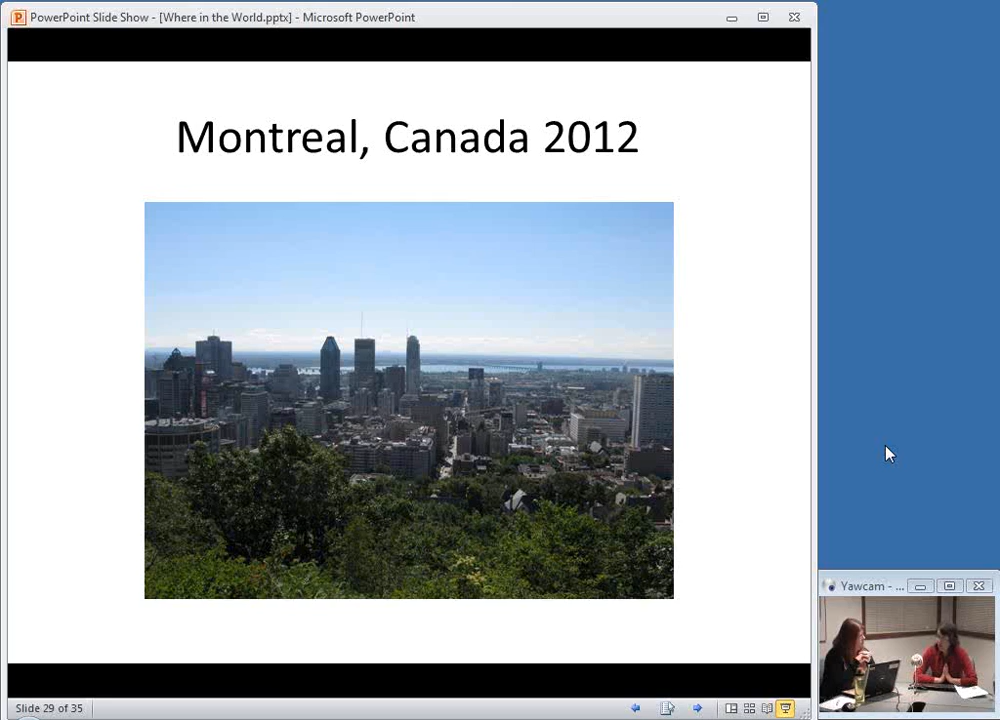 PowerPoint Slide Show - [Where in the World.pptx] - Microsoft PowerPoint
Montreal, Canada 2012
Yawcam - ...
Slide 29 of 35